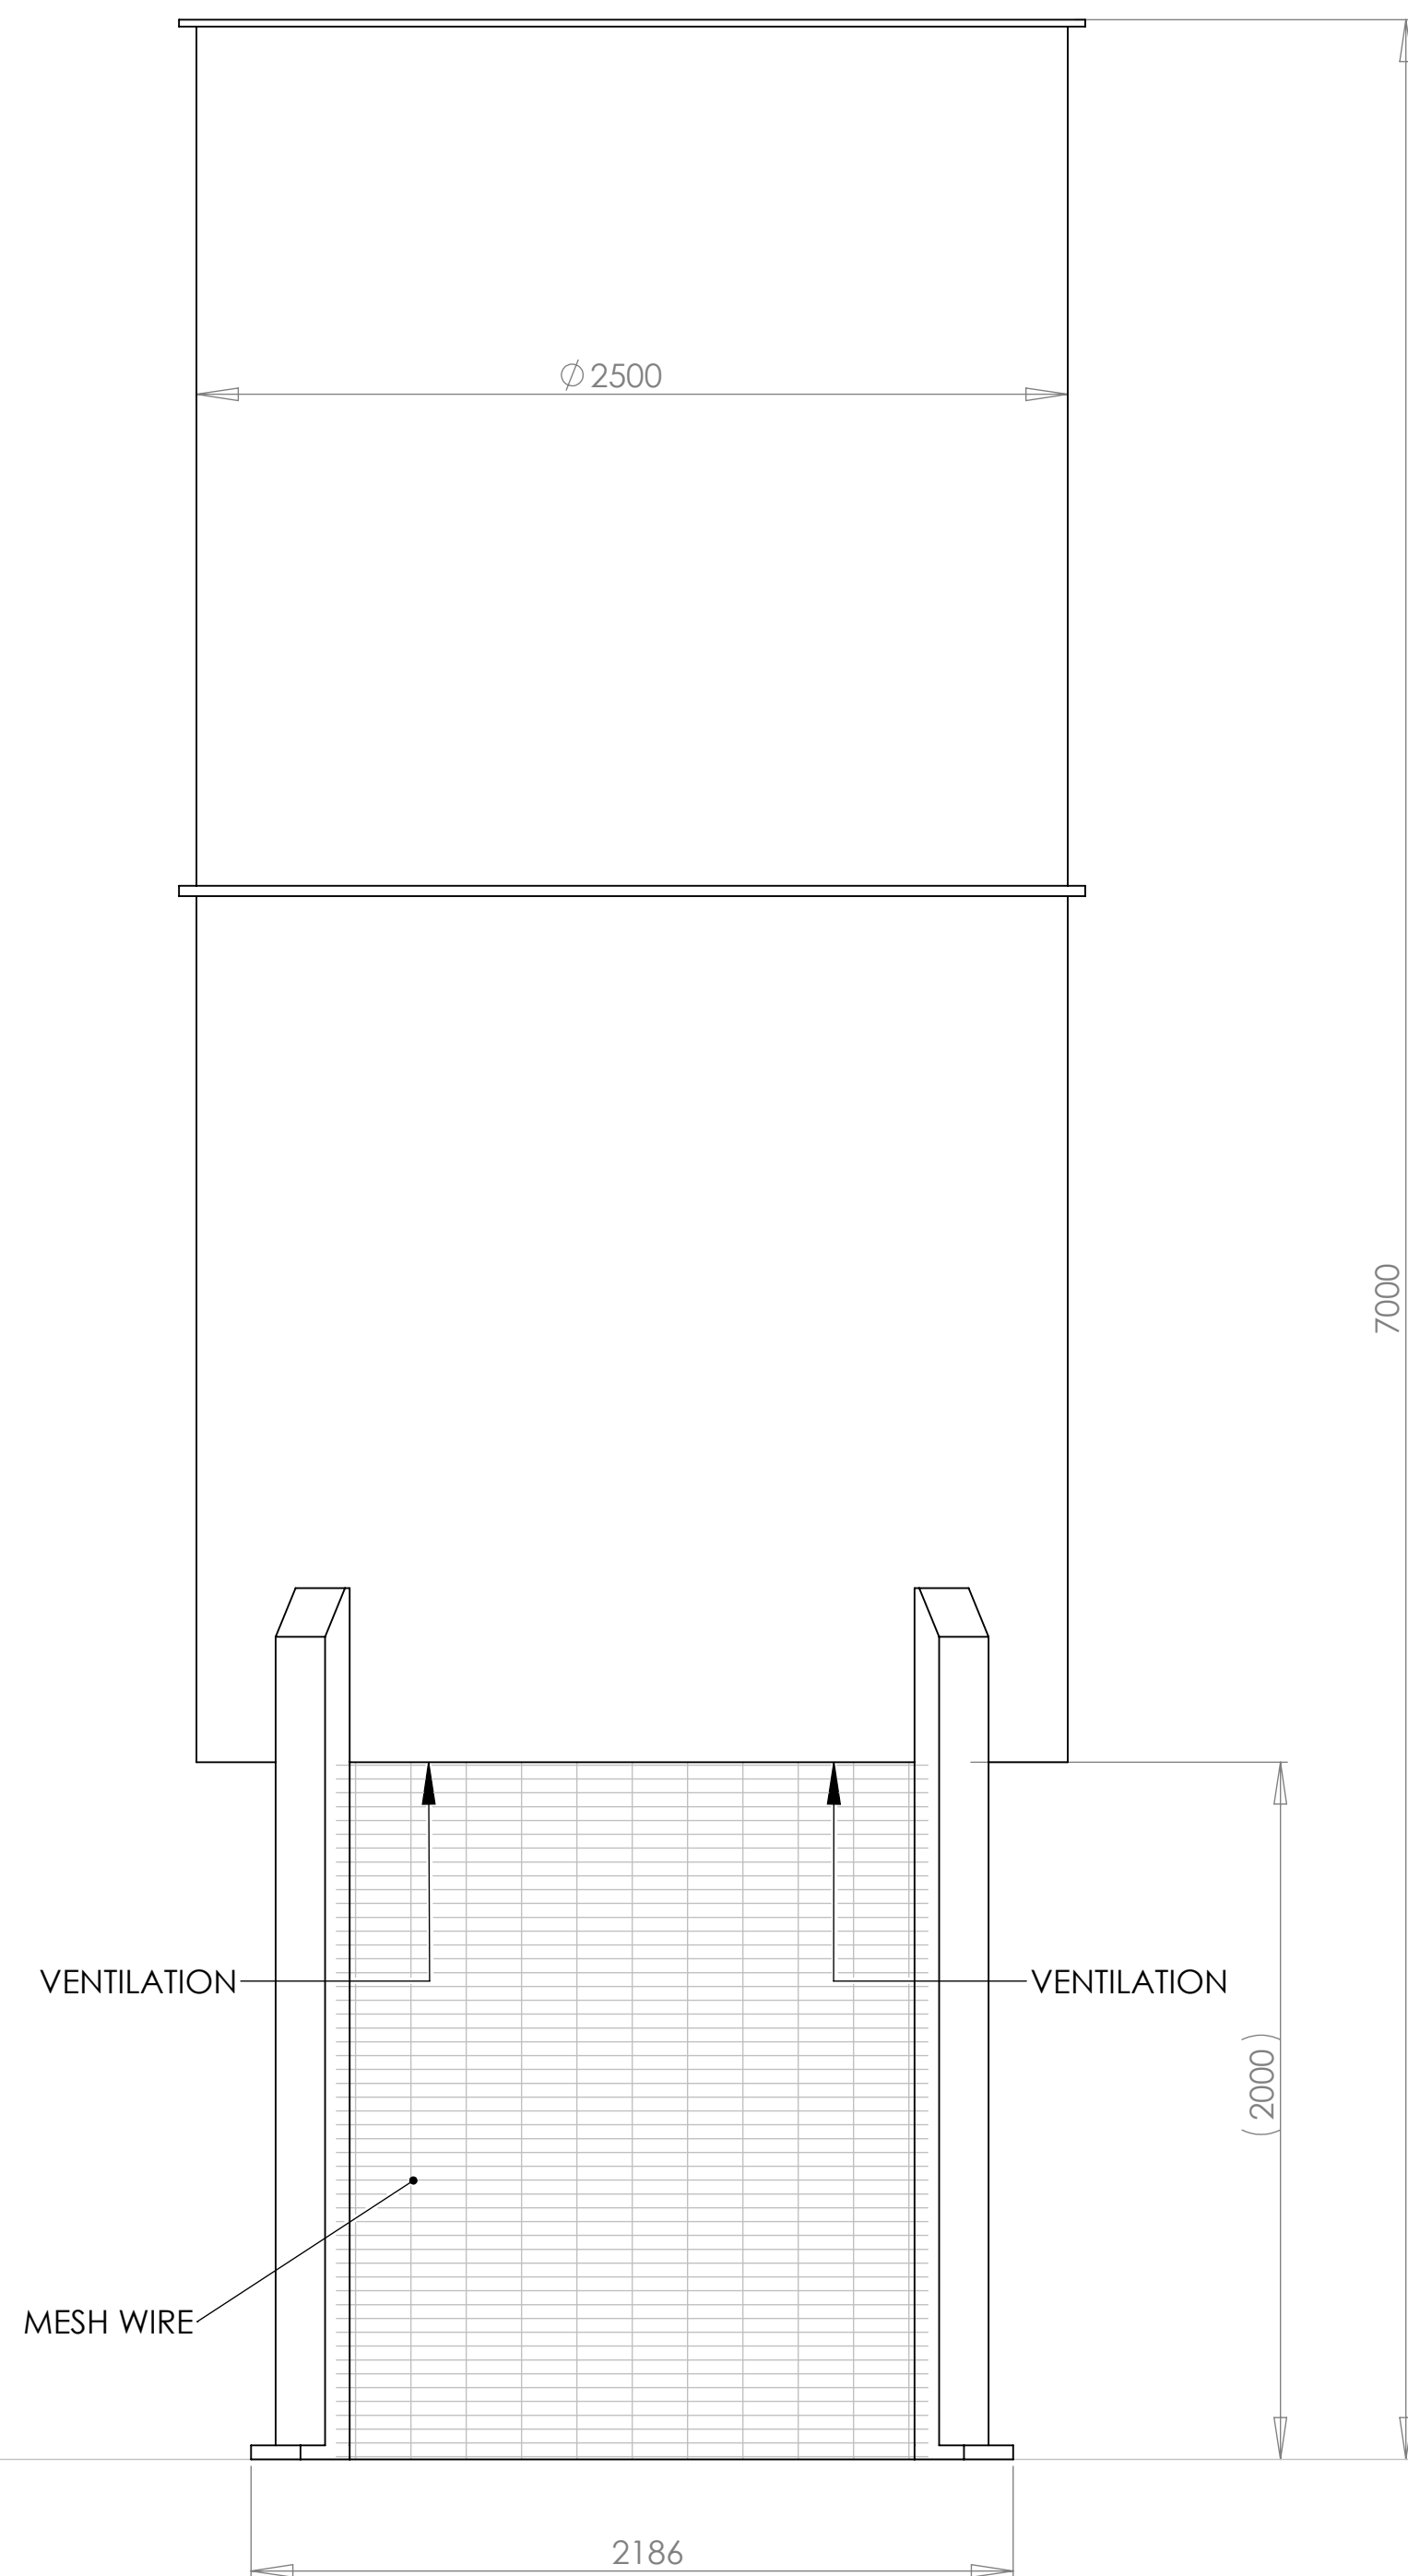 ⌀2500
7000
VENTILATION
VENTILATION
(2000)
MESH WIRE
2186